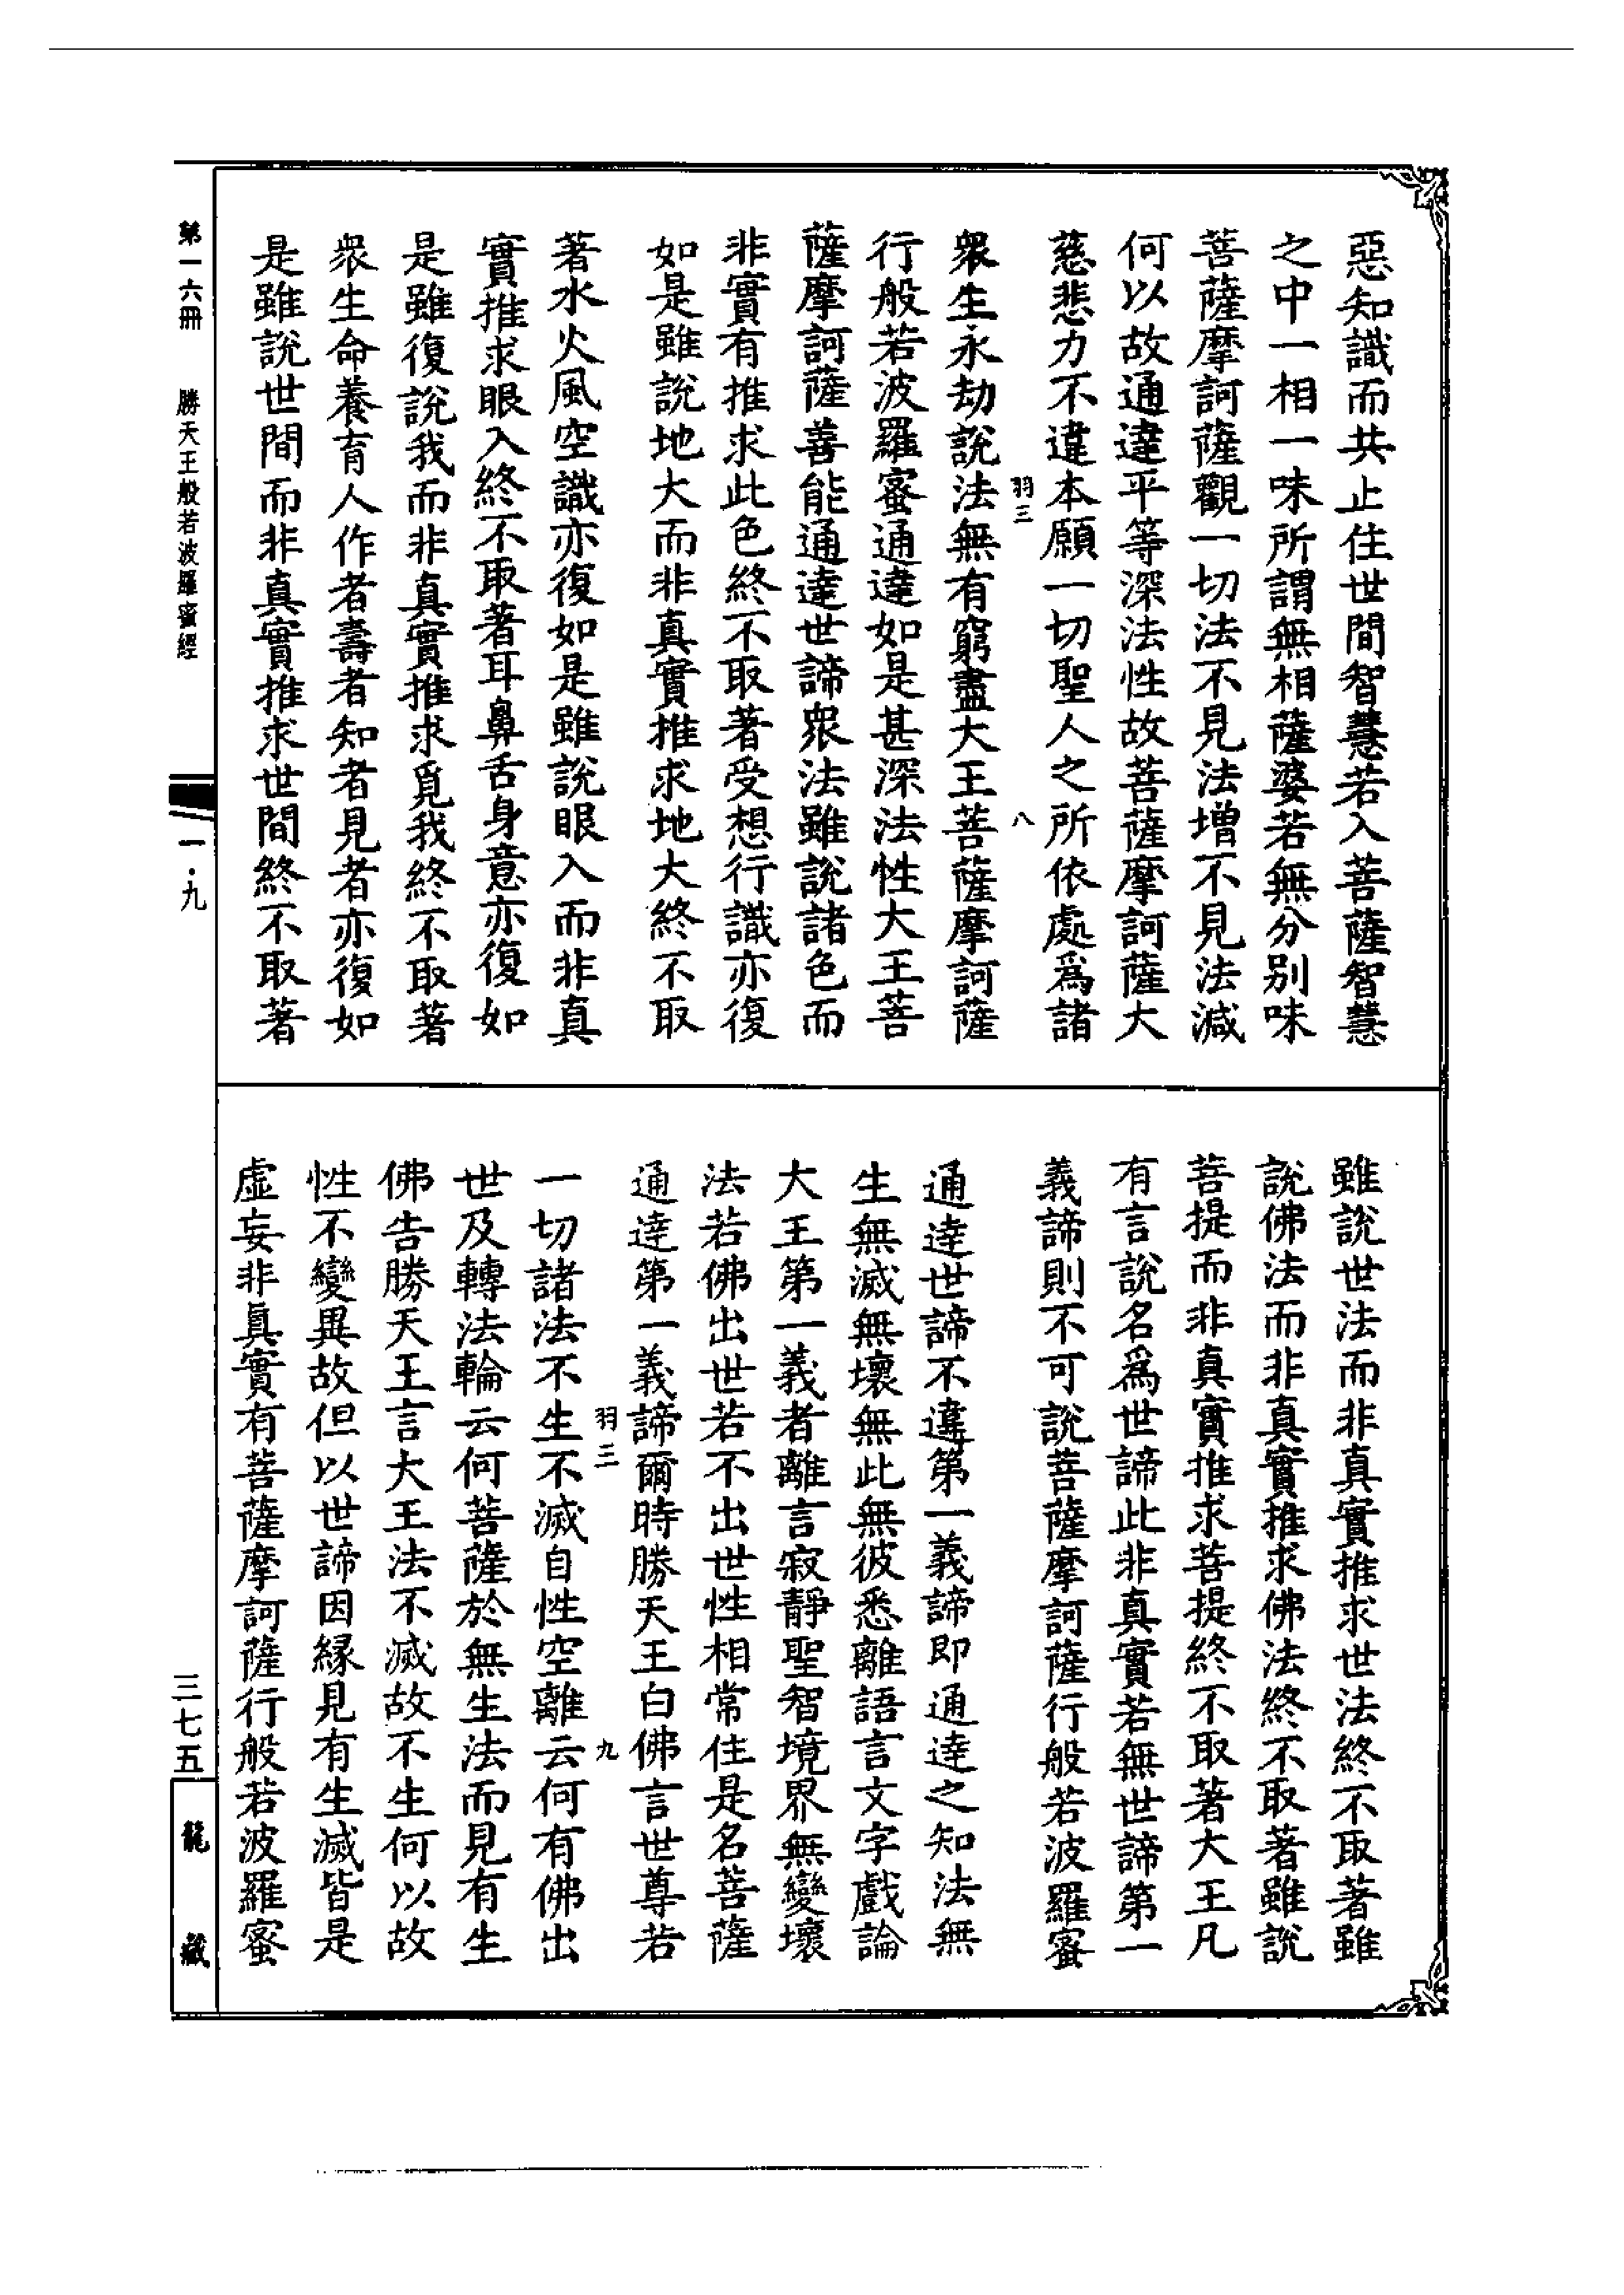 惡知識而共止住世間智慧若入菩薩智慧
之中一相一味所謂無相薩婆若無分別味
菩薩摩訶薩觀一切法不見法增不見法減
何以故通達平等深法性故菩薩摩訶薩大
慈悲力不違本願一切聖人之所依處爲諸
羽三 八
衆生永劫說法無有窮盡大王菩薩摩訶薩
行般若波羅蜜通達如是甚深法性大王菩
薩摩訶薩善能通達世諦衆法雖說諸色而
非實有推求此色終不取著受想行識亦復
如是雖說地大而非真實推求地大終不取
著水火風空識亦復如是雖說眼入而非真
實推求眼入終不取著耳鼻舌身意亦復如
是雖復說我而非真實推求覓我終不取著
衆生命養育人作者壽者知者見者亦復如
是雖說世間而非真實推求世間終不取著
雖說世法而非真實推求世法終不取著雖
說佛法而非真實推求佛法終不取著雖說
菩提而非真實推求菩提終不取著大王凡
有言說名爲世諦此非真實若無世諦第一
義諦則不可說菩薩摩訶薩行般若波羅蜜
通達世諦不違第一義諦即通達之知法無
生無滅無壞無此無彼悉離語言文字戲論
大王第一義者離言寂靜聖智境界無變壞
法若佛出世若不出世性相常住是名菩薩
通達第一義諦爾時勝天王白佛言世尊若
羽三 九
一切諸法不生不滅自性空離云何有佛出
世及轉法輪云何菩薩於無生法而見有生
佛告勝天王言大王法不滅故不生何以故
性不變異故但以世諦因緣見有生滅皆是
虛妄非真實有菩薩摩訶薩行般若波羅蜜
第一六冊 勝天王般若波羅蜜經
一·九
三七五
龍藏